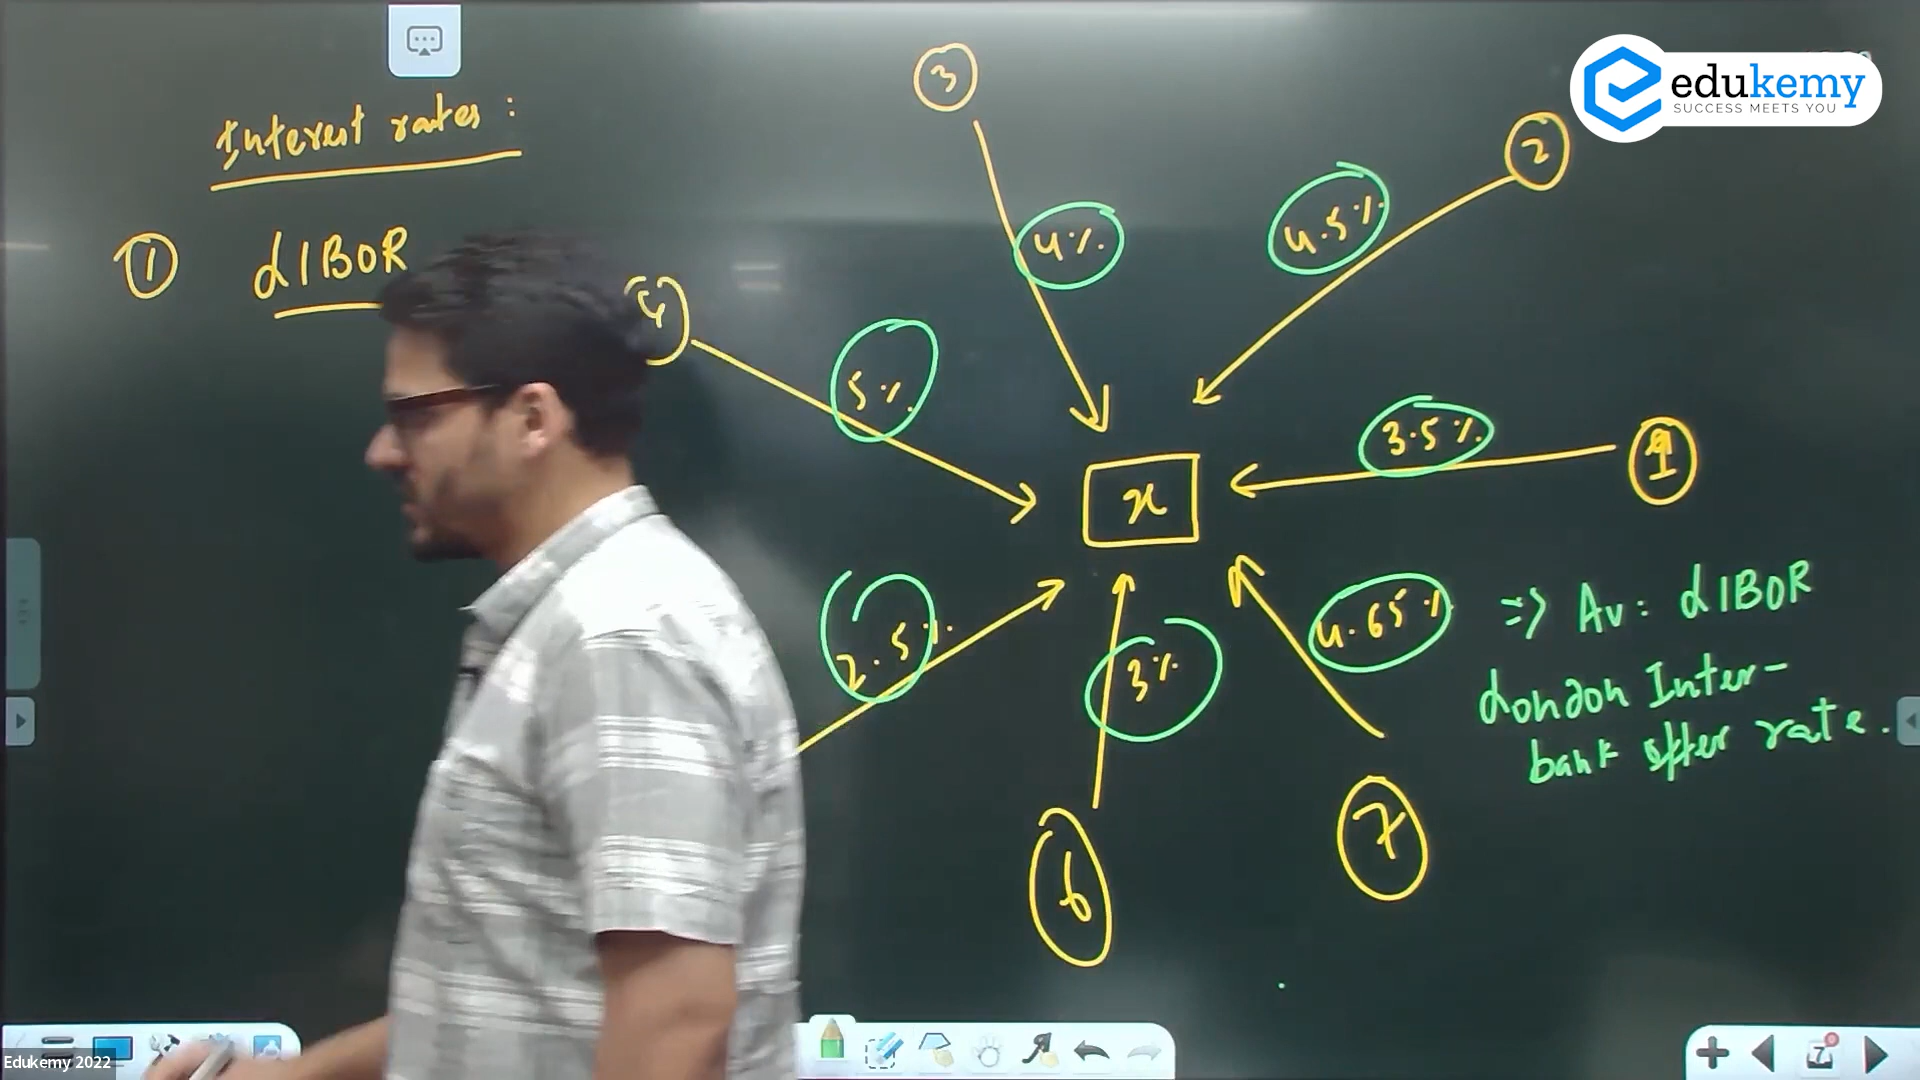 Interest rates :
① LIBOR
3
2
4%
4.5%
4
5%
3.5%
1
x
2.5%
3%
4.65%
=> Av: LIBOR
London Inter-
bank offer rate.
6
7
edukemy
SUCCESS MEETS YOU
Edukemy 2022
7